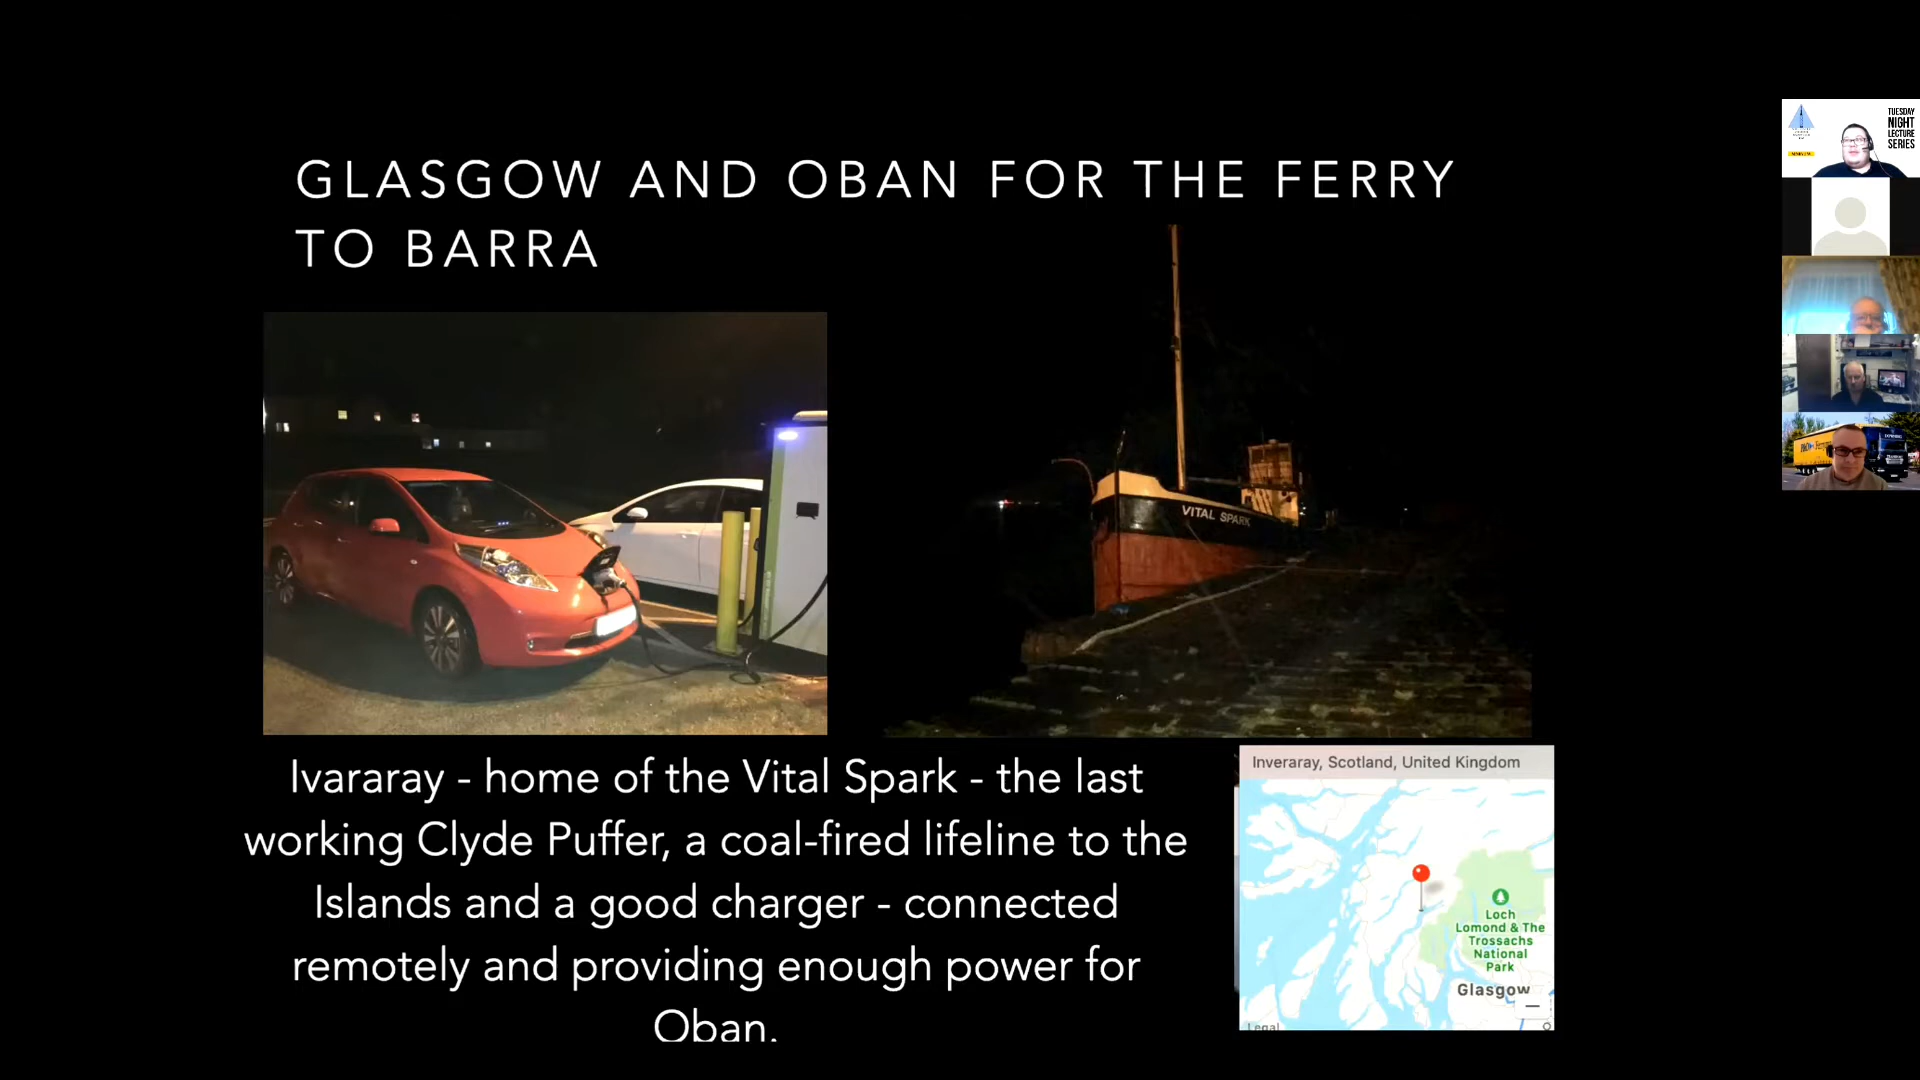 GLASGOW AND OBAN FOR THE FERRY
TO BARRA
VITAL SPARK
Ivararay - home of the Vital Spark - the last
working Clyde Puffer, a coal-fired lifeline to the
Islands and a good charger - connected
remotely and providing enough power for
Oban.
Inveraray, Scotland, United Kingdom
Loch
Lomond & The
Trossachs
National
Park
Glasgow
Legal
TUESDAY
NIGHT
LECTURE
SERIES